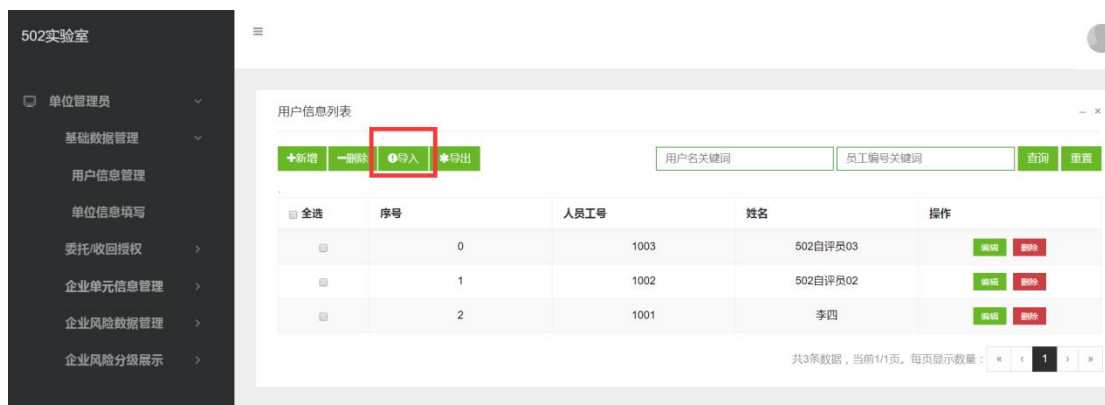 502实验室
单位管理员
基础数据管理
用户信息管理
单位信息填写
委托/收回授权
企业单元信息管理
企业风险数据管理
企业风险分级展示
用户信息列表
新增 删除 导入 导出 用户名关键词 员工编号关键词 查询 重置
全选 序号 人员工号 姓名 操作
0 1003 502自评员03 编辑 删除
1 1002 502自评员02 编辑 删除
2 1001 李四 编辑 删除
共3条数据，当前1/1页。每页显示数量： « ‹ 1 › »